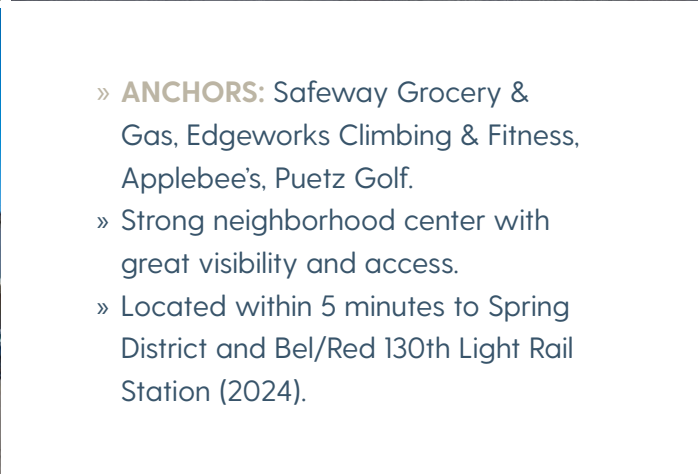 » ANCHORS: Safeway Grocery &
Gas, Edgeworks Climbing & Fitness,
Applebee’s, Puetz Golf.
» Strong neighborhood center with
great visibility and access.
» Located within 5 minutes to Spring
District and Bel/Red 130th Light Rail
Station (2024).